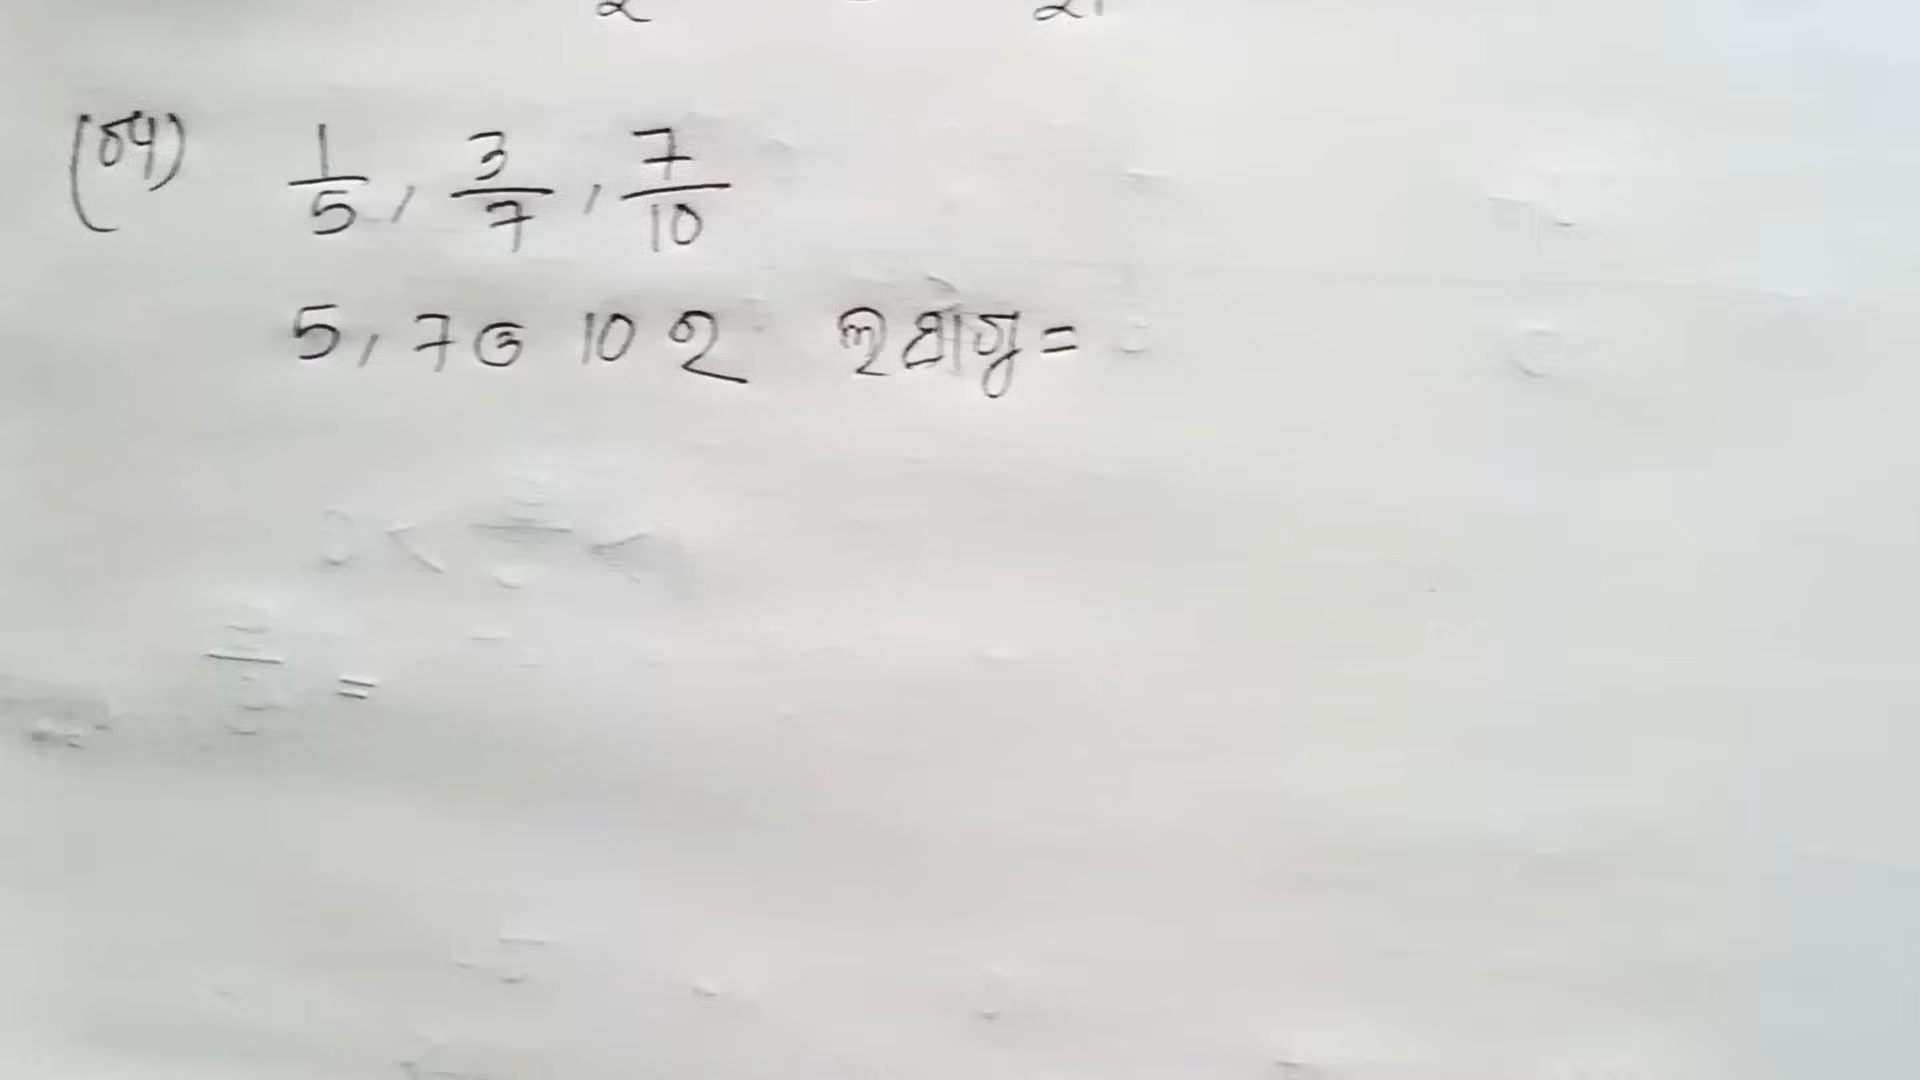 (ଙ) 1/5, 3/7, 7/10
5, 7 ଓ 10 ର ଲ.ସା.ଗୁ =
=